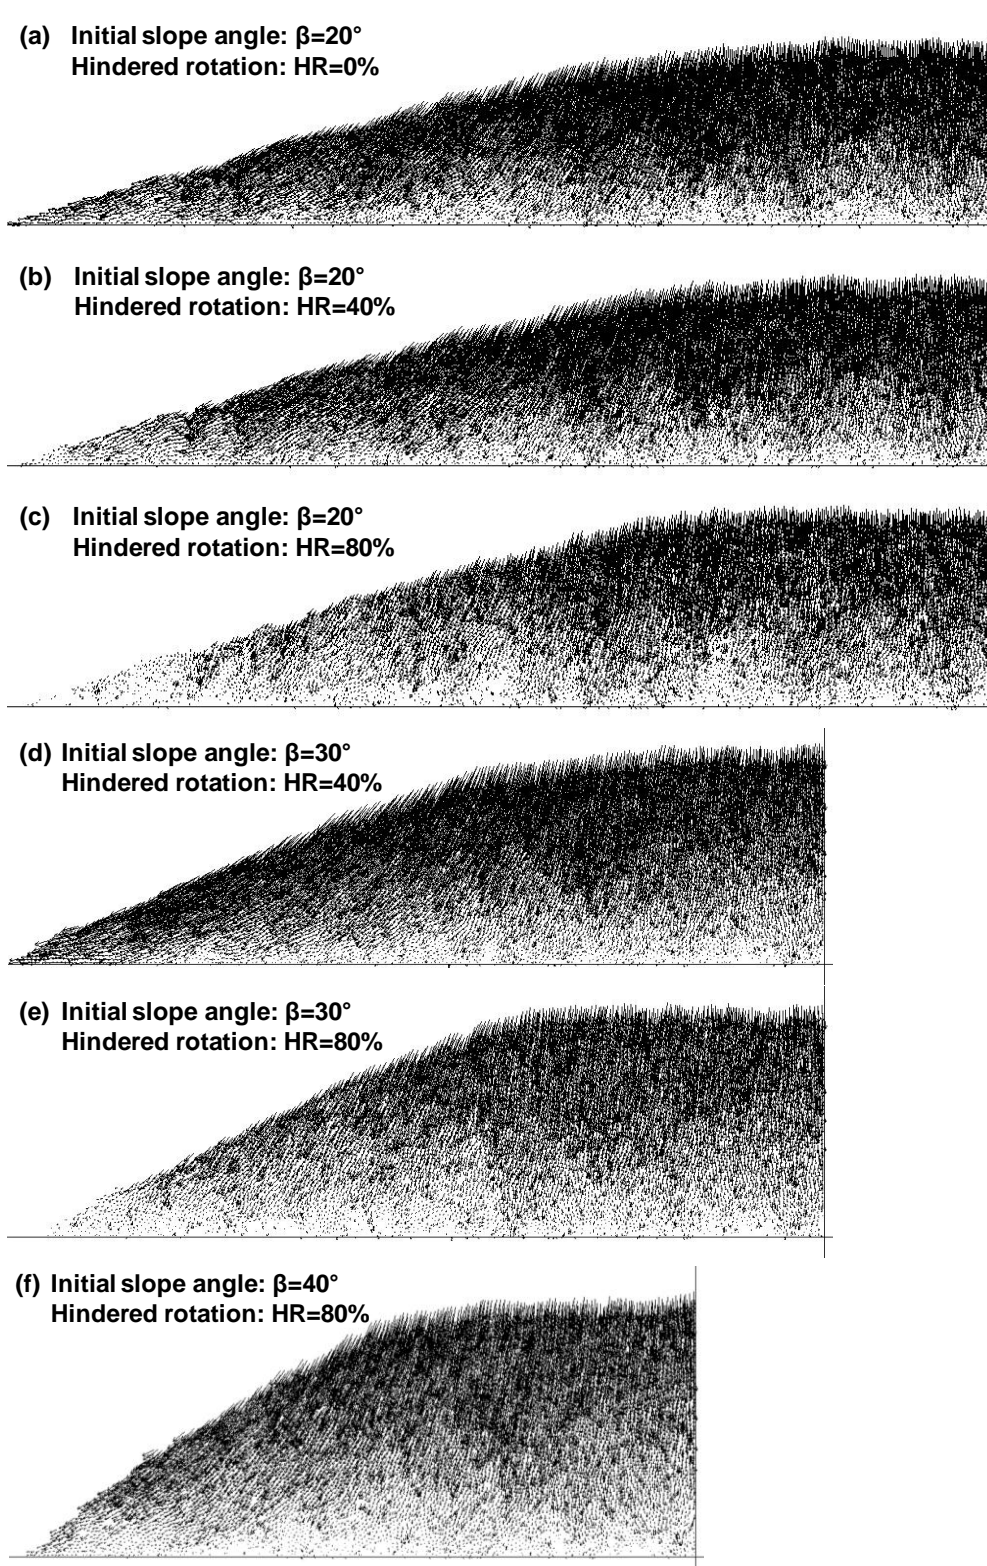 (a) Initial slope angle: β=20°
Hindered rotation: HR=0%
(b) Initial slope angle: β=20°
Hindered rotation: HR=40%
(c) Initial slope angle: β=20°
Hindered rotation: HR=80%
(d) Initial slope angle: β=30°
Hindered rotation: HR=40%
(e) Initial slope angle: β=30°
Hindered rotation: HR=80%
(f) Initial slope angle: β=40°
Hindered rotation: HR=80%